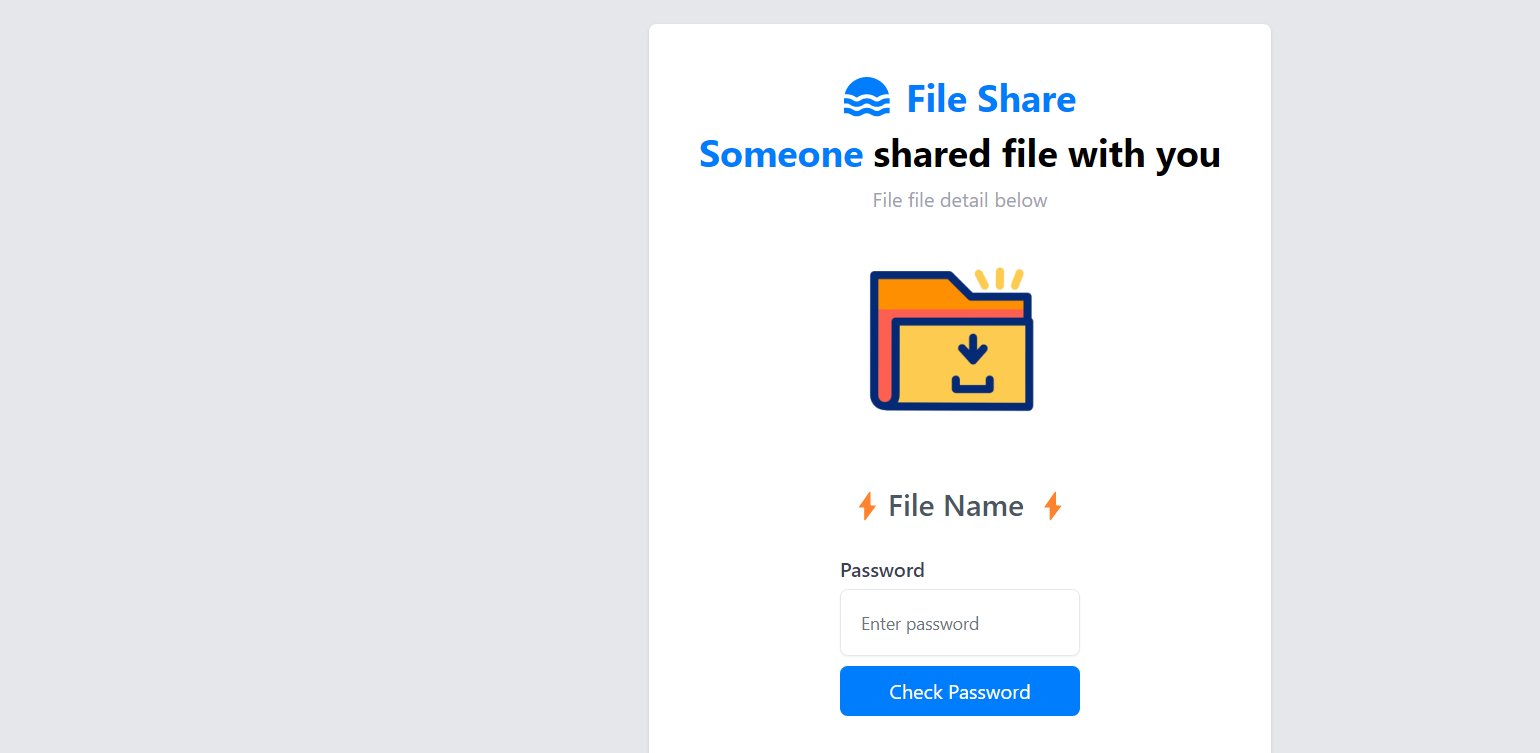 File Share
Someone shared file with you
File file detail below
File Name
Password
Enter password
Check Password